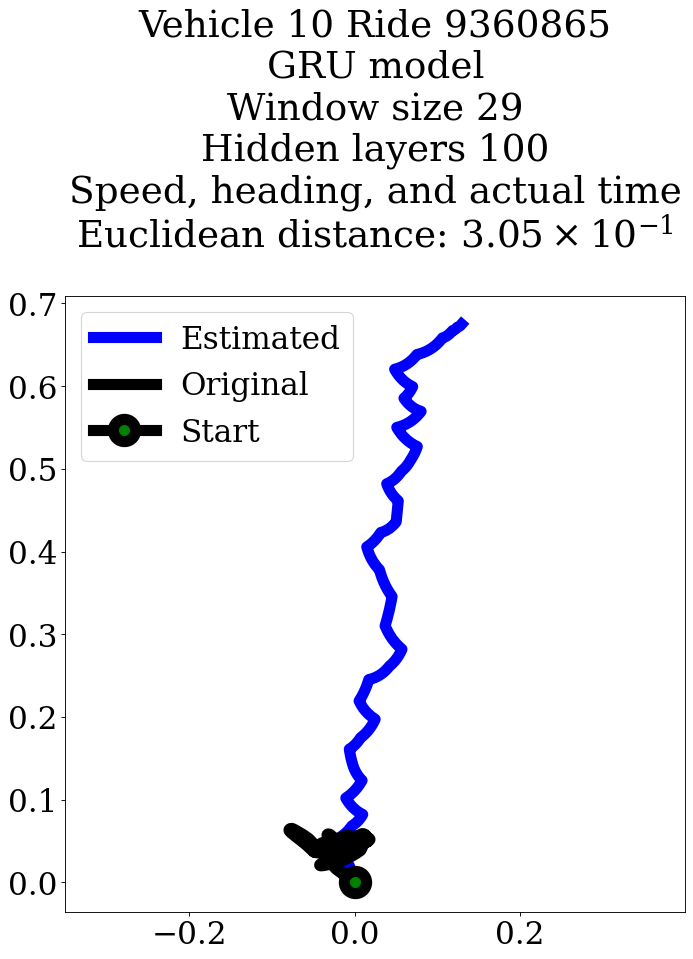 Vehicle 10 Ride 9360865
GRU model
Window size 29
Hidden layers 100
Speed, heading, and actual time
Euclidean distance: 3.05 × 10⁻¹
0.7
0.6
0.5
0.4
0.3
0.2
0.1
0.0
Estimated
Original
Start
−0.2 0.0 0.2